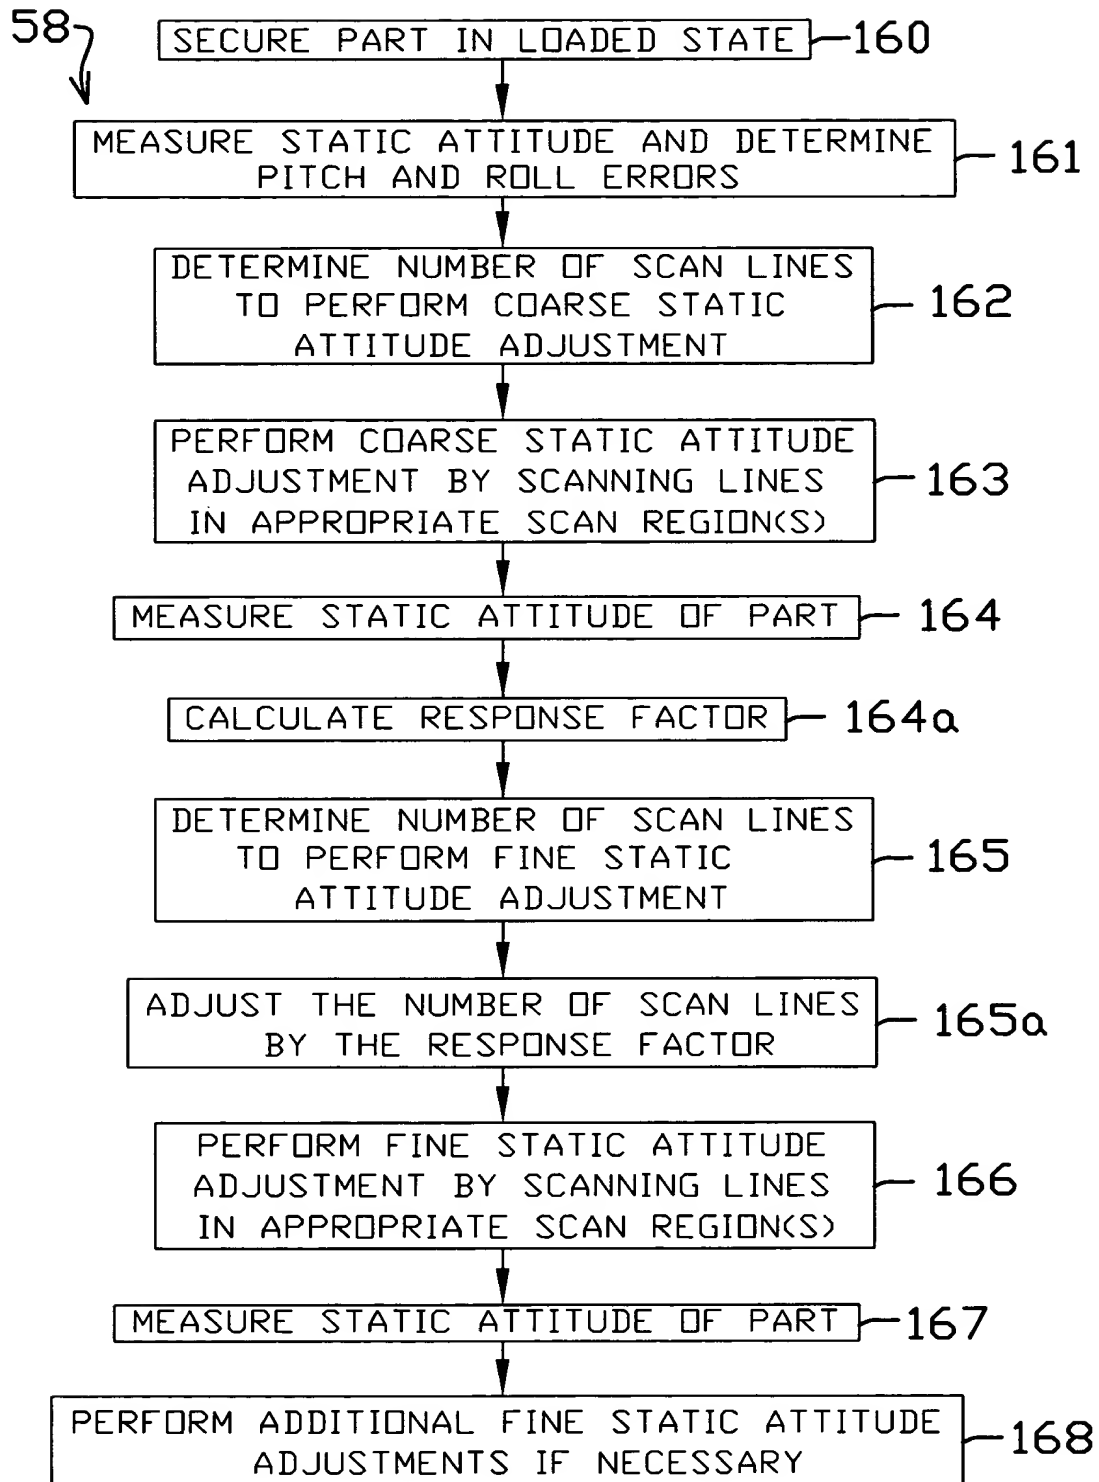 58
SECURE PART IN LOADED STATE
160
MEASURE STATIC ATTITUDE AND DETERMINE
PITCH AND ROLL ERRORS
161
DETERMINE NUMBER OF SCAN LINES
TO PERFORM COARSE STATIC
ATTITUDE ADJUSTMENT
162
PERFORM COARSE STATIC ATTITUDE
ADJUSTMENT BY SCANNING LINES
IN APPROPRIATE SCAN REGION(S)
163
MEASURE STATIC ATTITUDE OF PART
164
CALCULATE RESPONSE FACTOR
164a
DETERMINE NUMBER OF SCAN LINES
TO PERFORM FINE STATIC
ATTITUDE ADJUSTMENT
165
ADJUST THE NUMBER OF SCAN LINES
BY THE RESPONSE FACTOR
165a
PERFORM FINE STATIC ATTITUDE
ADJUSTMENT BY SCANNING LINES
IN APPROPRIATE SCAN REGION(S)
166
MEASURE STATIC ATTITUDE OF PART
167
PERFORM ADDITIONAL FINE STATIC ATTITUDE
ADJUSTMENTS IF NECESSARY
168